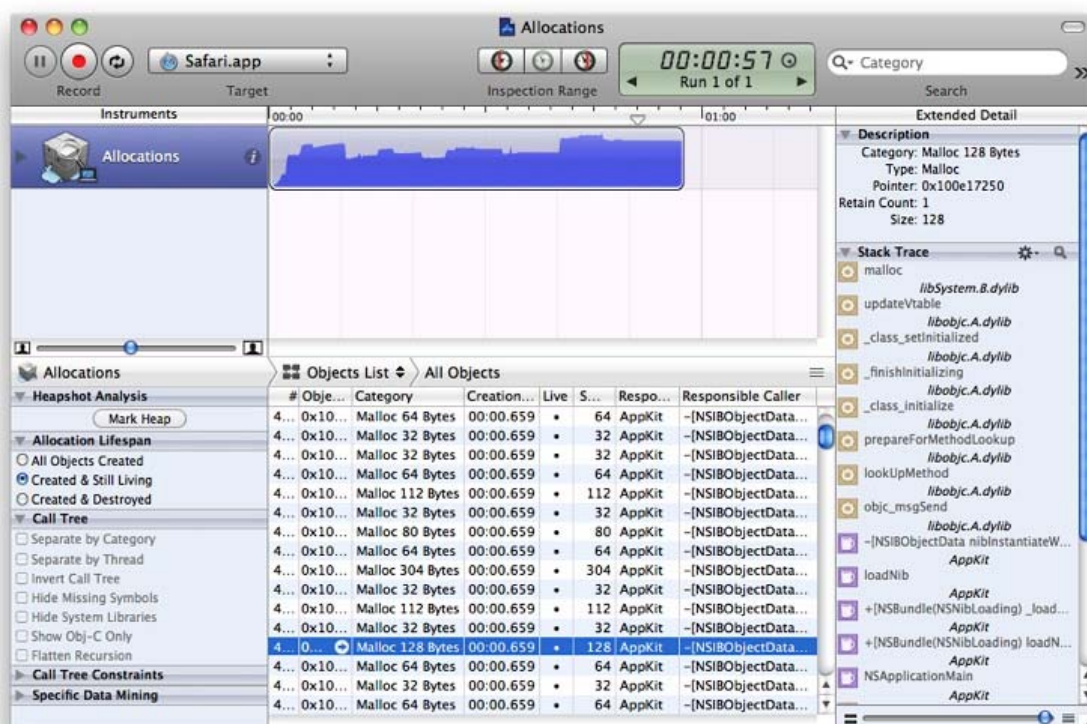 Allocations
Safari.app
00:00:57
Run 1 of 1
Category
Record
Target
Inspection Range
Search
Instruments
00:00
01:00
Extended Detail
Allocations
Description
Category: Malloc 128 Bytes
Type: Malloc
Pointer: 0x100e17250
Retain Count: 1
Size: 128
Stack Trace
malloc
libSystem.B.dylib
updateVtable
libobjc.A.dylib
_class_setInitialized
libobjc.A.dylib
_finishInitializing
libobjc.A.dylib
_class_initialize
libobjc.A.dylib
prepareForMethodLookup
libobjc.A.dylib
lookUpMethod
libobjc.A.dylib
objc_msgSend
libobjc.A.dylib
-[NSIBObjectData nibInstantiateW...
AppKit
loadNib
AppKit
+[NSBundle(NSNibLoading) _load...
AppKit
+[NSBundle(NSNibLoading) loadN...
AppKit
NSApplicationMain
AppKit
Allocations
Heapshot Analysis
Mark Heap
Allocation Lifespan
All Objects Created
Created & Still Living
Created & Destroyed
Call Tree
Separate by Category
Separate by Thread
Invert Call Tree
Hide Missing Symbols
Hide System Libraries
Show Obj-C Only
Flatten Recursion
Call Tree Constraints
Specific Data Mining
Objects List All Objects
# Obje... Category Creation... Live S... Respo... Responsible Caller
4... 0x10... Malloc 64 Bytes 00:00.659 • 64 AppKit -[NSIBObjectData...
4... 0x10... Malloc 32 Bytes 00:00.659 • 32 AppKit -[NSIBObjectData...
4... 0x10... Malloc 32 Bytes 00:00.659 • 32 AppKit -[NSIBObjectData...
4... 0x10... Malloc 64 Bytes 00:00.659 • 64 AppKit -[NSIBObjectData...
4... 0x10... Malloc 112 Bytes 00:00.659 • 112 AppKit -[NSIBObjectData...
4... 0x10... Malloc 32 Bytes 00:00.659 • 32 AppKit -[NSIBObjectData...
4... 0x10... Malloc 80 Bytes 00:00.659 • 80 AppKit -[NSIBObjectData...
4... 0x10... Malloc 64 Bytes 00:00.659 • 64 AppKit -[NSIBObjectData...
4... 0x10... Malloc 304 Bytes 00:00.659 • 304 AppKit -[NSIBObjectData...
4... 0x10... Malloc 32 Bytes 00:00.659 • 32 AppKit -[NSIBObjectData...
4... 0x10... Malloc 112 Bytes 00:00.659 • 112 AppKit -[NSIBObjectData...
4... 0x10... Malloc 32 Bytes 00:00.659 • 32 AppKit -[NSIBObjectData...
4... 0... Malloc 128 Bytes 00:00.659 • 128 AppKit -[NSIBObjectData...
4... 0x10... Malloc 64 Bytes 00:00.659 • 64 AppKit -[NSIBObjectData...
4... 0x10... Malloc 32 Bytes 00:00.659 • 32 AppKit -[NSIBObjectData...
4... 0x10... Malloc 64 Bytes 00:00.659 • 64 AppKit -[NSIBObjectData...